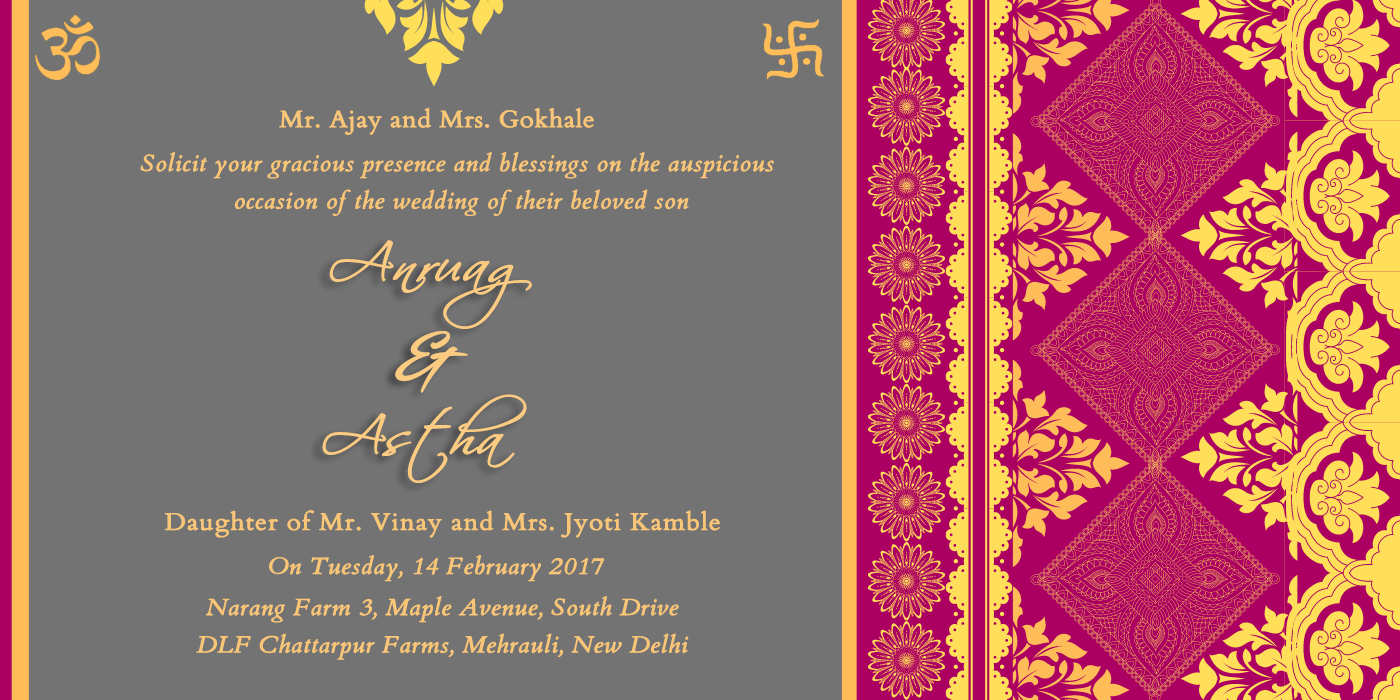 ॐ 卐
Mr. Ajay and Mrs. Gokhale
Solicit your gracious presence and blessings on the auspicious
occasion of the wedding of their beloved son
Anruag
&
Astha
Daughter of Mr. Vinay and Mrs. Jyoti Kamble
On Tuesday, 14 February 2017
Narang Farm 3, Maple Avenue, South Drive
DLF Chattarpur Farms, Mehrauli, New Delhi